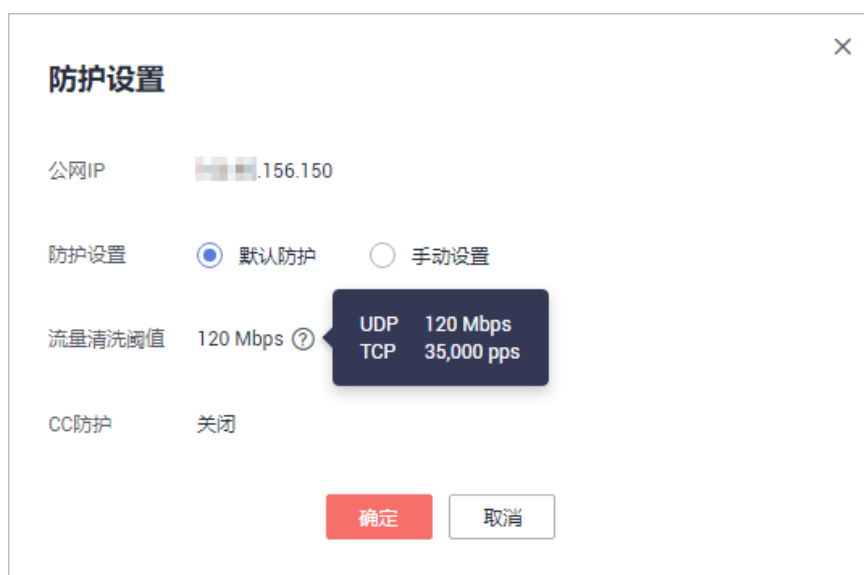 防护设置
公网IP .156.150
防护设置 默认防护 手动设置
流量清洗阈值 120 Mbps ?
UDP 120 Mbps
TCP 35,000 pps
CC防护 关闭
确定 取消